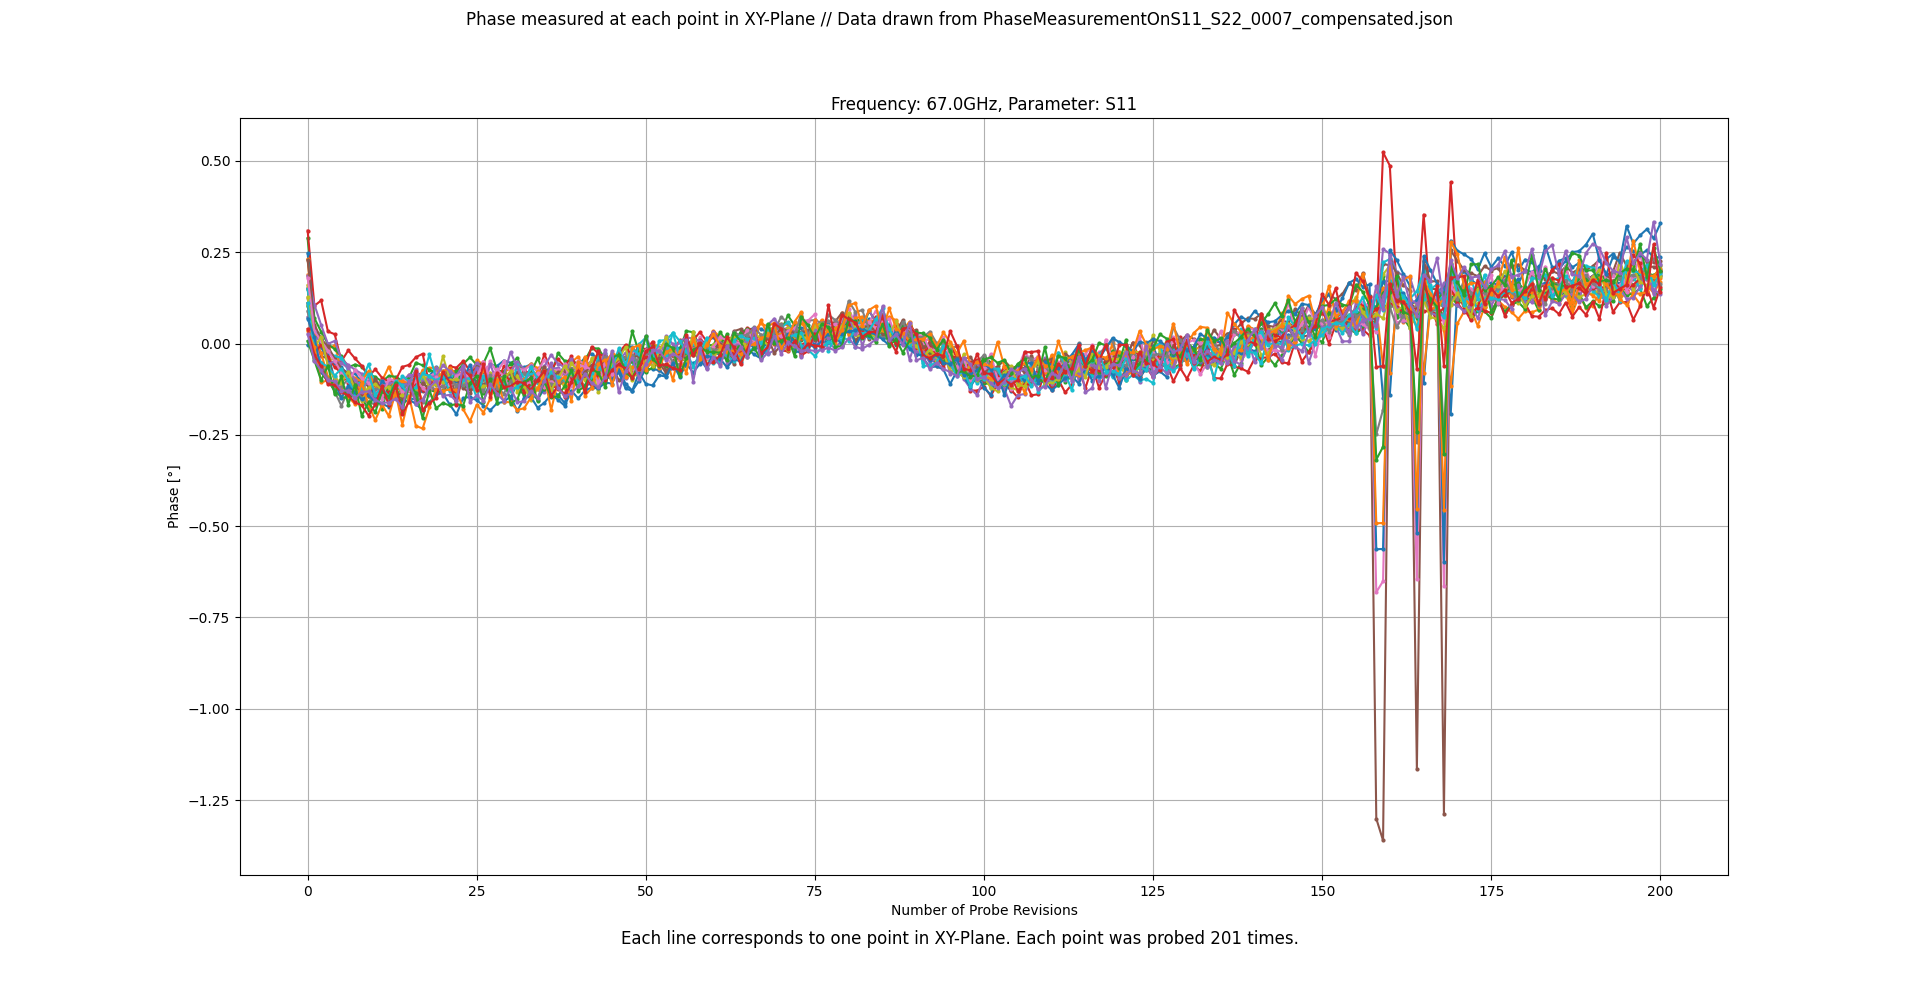 Phase measured at each point in XY-Plane // Data drawn from PhaseMeasurementOnS11_S22_0007_compensated.json
Frequency: 67.0GHz, Parameter: S11
0.50
0.25
0.00
−0.25
−0.50
−0.75
−1.00
−1.25
Phase [°]
0 25 50 75 100 125 150 175 200
Number of Probe Revisions
Each line corresponds to one point in XY-Plane. Each point was probed 201 times.